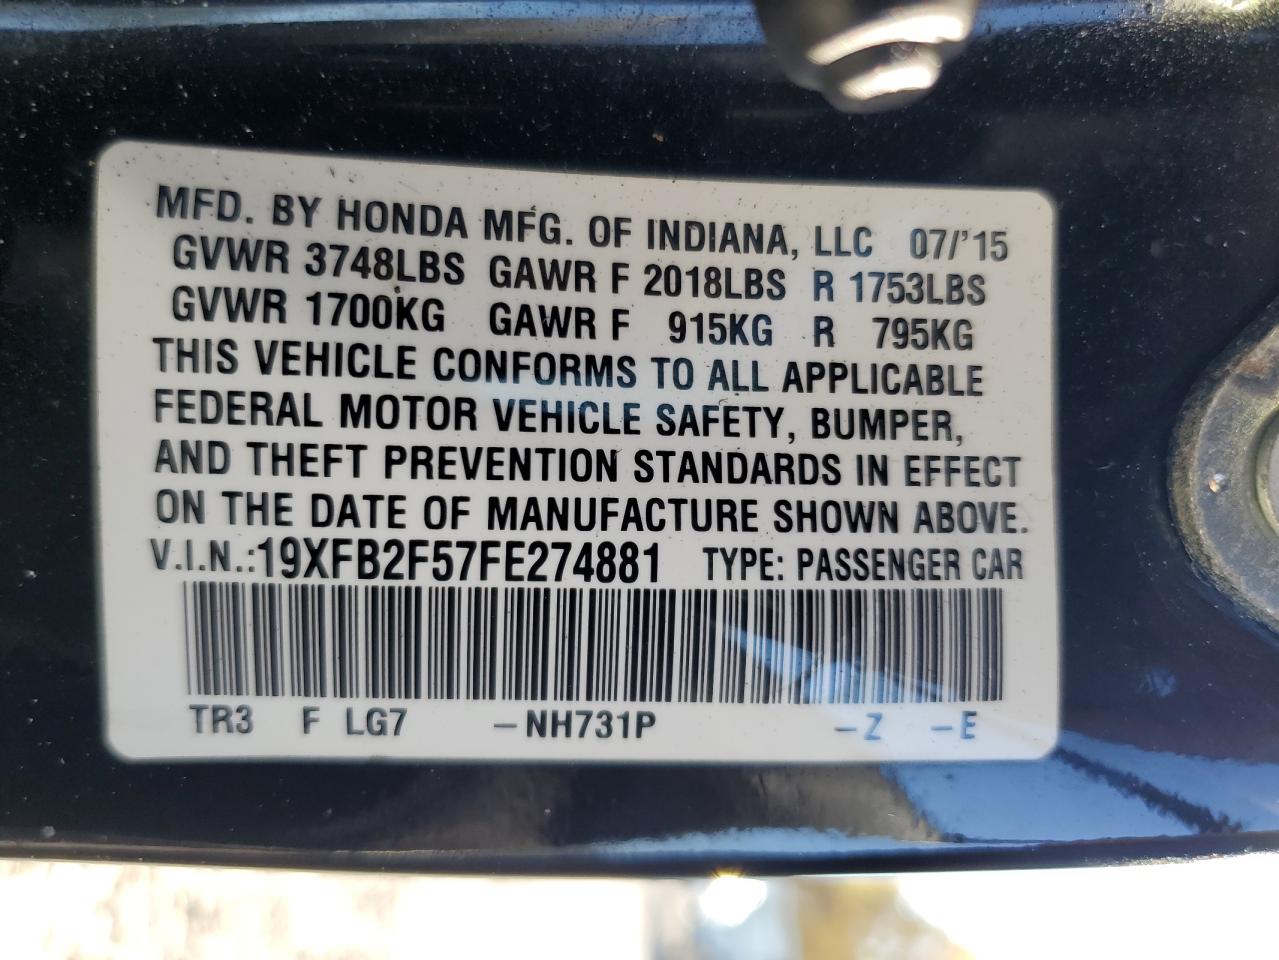 MFD. BY HONDA MFG. OF INDIANA, LLC 07/'15
GVWR 3748LBS GAWR F 2018LBS R 1753LBS
GVWR 1700KG GAWR F 915KG R 795KG
THIS VEHICLE CONFORMS TO ALL APPLICABLE
FEDERAL MOTOR VEHICLE SAFETY, BUMPER,
AND THEFT PREVENTION STANDARDS IN EFFECT
ON THE DATE OF MANUFACTURE SHOWN ABOVE.
V.I.N.:19XFB2F57FE274881 TYPE: PASSENGER CAR
TR3 F LG7 –NH731P –Z –E